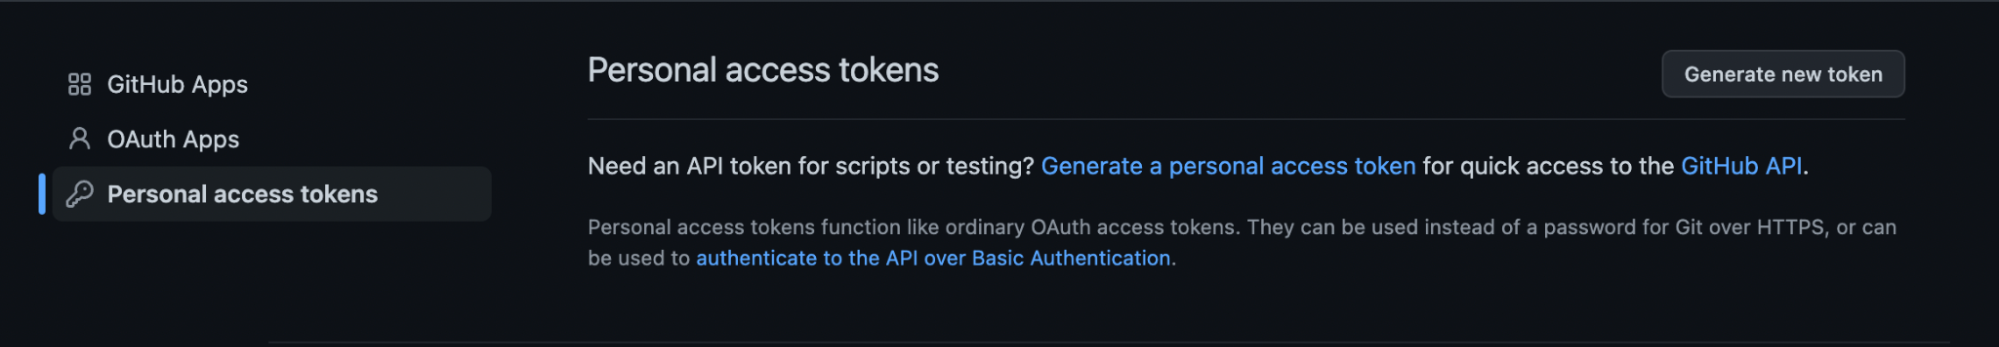 GitHub Apps
OAuth Apps
Personal access tokens
Personal access tokens
Generate new token
Need an API token for scripts or testing? Generate a personal access token for quick access to the GitHub API.
Personal access tokens function like ordinary OAuth access tokens. They can be used instead of a password for Git over HTTPS, or can
be used to authenticate to the API over Basic Authentication.